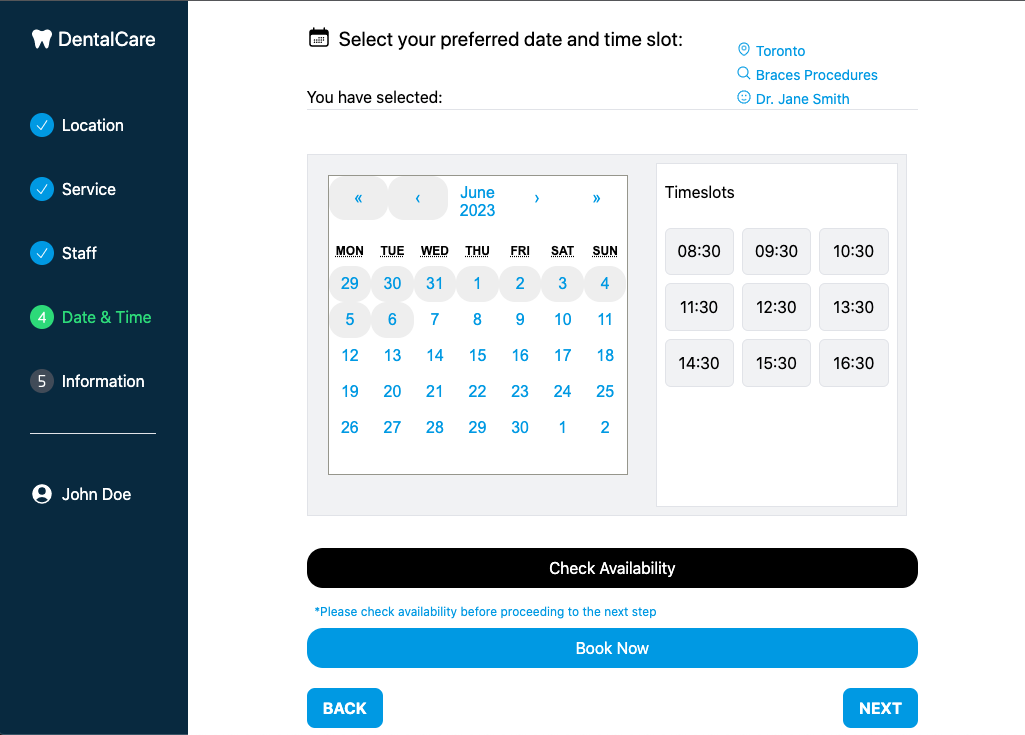 DentalCare
Location
Service
Staff
4 Date & Time
5 Information
John Doe
Select your preferred date and time slot:
Toronto
Braces Procedures
Dr. Jane Smith
You have selected:
« ‹ June 2023 › »
MON TUE WED THU FRI SAT SUN
29 30 31 1 2 3 4
5 6 7 8 9 10 11
12 13 14 15 16 17 18
19 20 21 22 23 24 25
26 27 28 29 30 1 2
Timeslots
08:30 09:30 10:30
11:30 12:30 13:30
14:30 15:30 16:30
Check Availability
*Please check availability before proceeding to the next step
Book Now
BACK NEXT